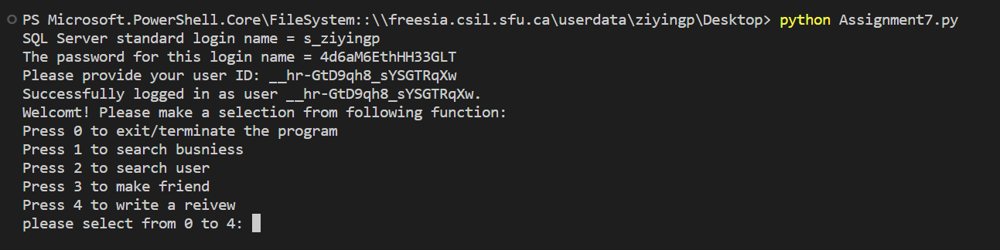 PS Microsoft.PowerShell.Core\FileSystem::\\freesia.csil.sfu.ca\userdata\ziyingp\Desktop> python Assignment7.py
SQL Server standard login name = s_ziyingp
The password for this login name = 4d6aM6EthHH33GLT
Please provide your user ID: __hr-GtD9qh8_sYSGTRqXw
Successfully logged in as user __hr-GtD9qh8_sYSGTRqXw.
Welcomt! Please make a selection from following function:
Press 0 to exit/terminate the program
Press 1 to search busniess
Press 2 to search user
Press 3 to make friend
Press 4 to write a reivew
please select from 0 to 4: